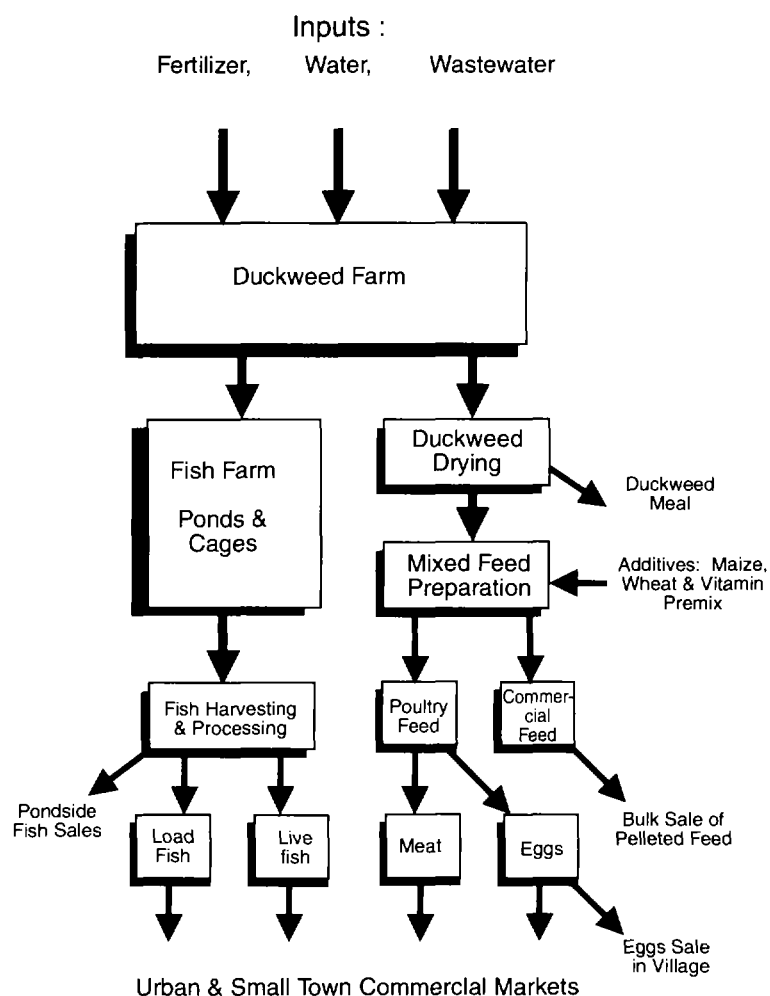 Inputs :
Fertilizer, Water, Wastewater
Duckweed Farm
Fish Farm
Ponds &
Cages
Duckweed
Drying
Duckweed
Meal
Mixed Feed
Preparation
Additives: Maize,
Wheat & Vitamin
Premix
Fish Harvesting
& Processing
Poultry
Feed
Commer-
cial
Feed
Pondside
Fish Sales
Load
Fish
Live
fish
Meat
Eggs
Bulk Sale of
Pelleted Feed
Eggs Sale
in Village
Urban & Small Town Commercial Markets